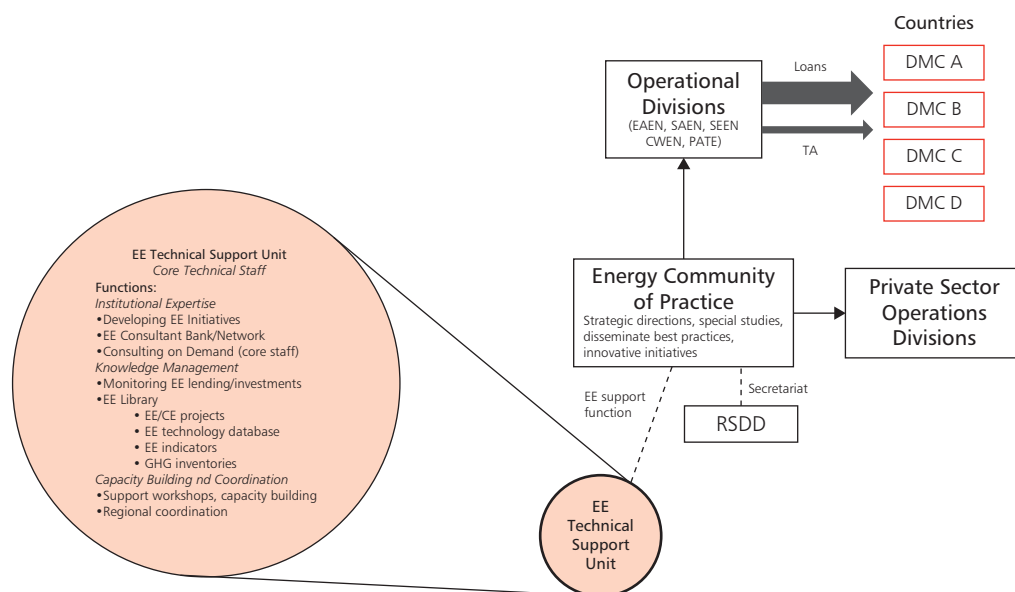 Countries
DMC A
DMC B
DMC C
DMC D
Loans
TA
Operational
Divisions
(EAEN, SAEN, SEEN
CWEN, PATE)
Energy Community
of Practice
Strategic directions, special studies,
disseminate best practices,
innovative initiatives
Private Sector
Operations
Divisions
EE support
function
Secretariat
RSDD
EE
Technical
Support
Unit
EE Technical Support Unit
Core Technical Staff
Functions:
Institutional Expertise
•Developing EE Initiatives
•EE Consultant Bank/Network
•Consulting on Demand (core staff)
Knowledge Management
•Monitoring EE lending/investments
•EE Library
• EE/CE projects
• EE technology database
• EE indicators
• GHG inventories
Capacity Building nd Coordination
•Support workshops, capacity building
•Regional coordination